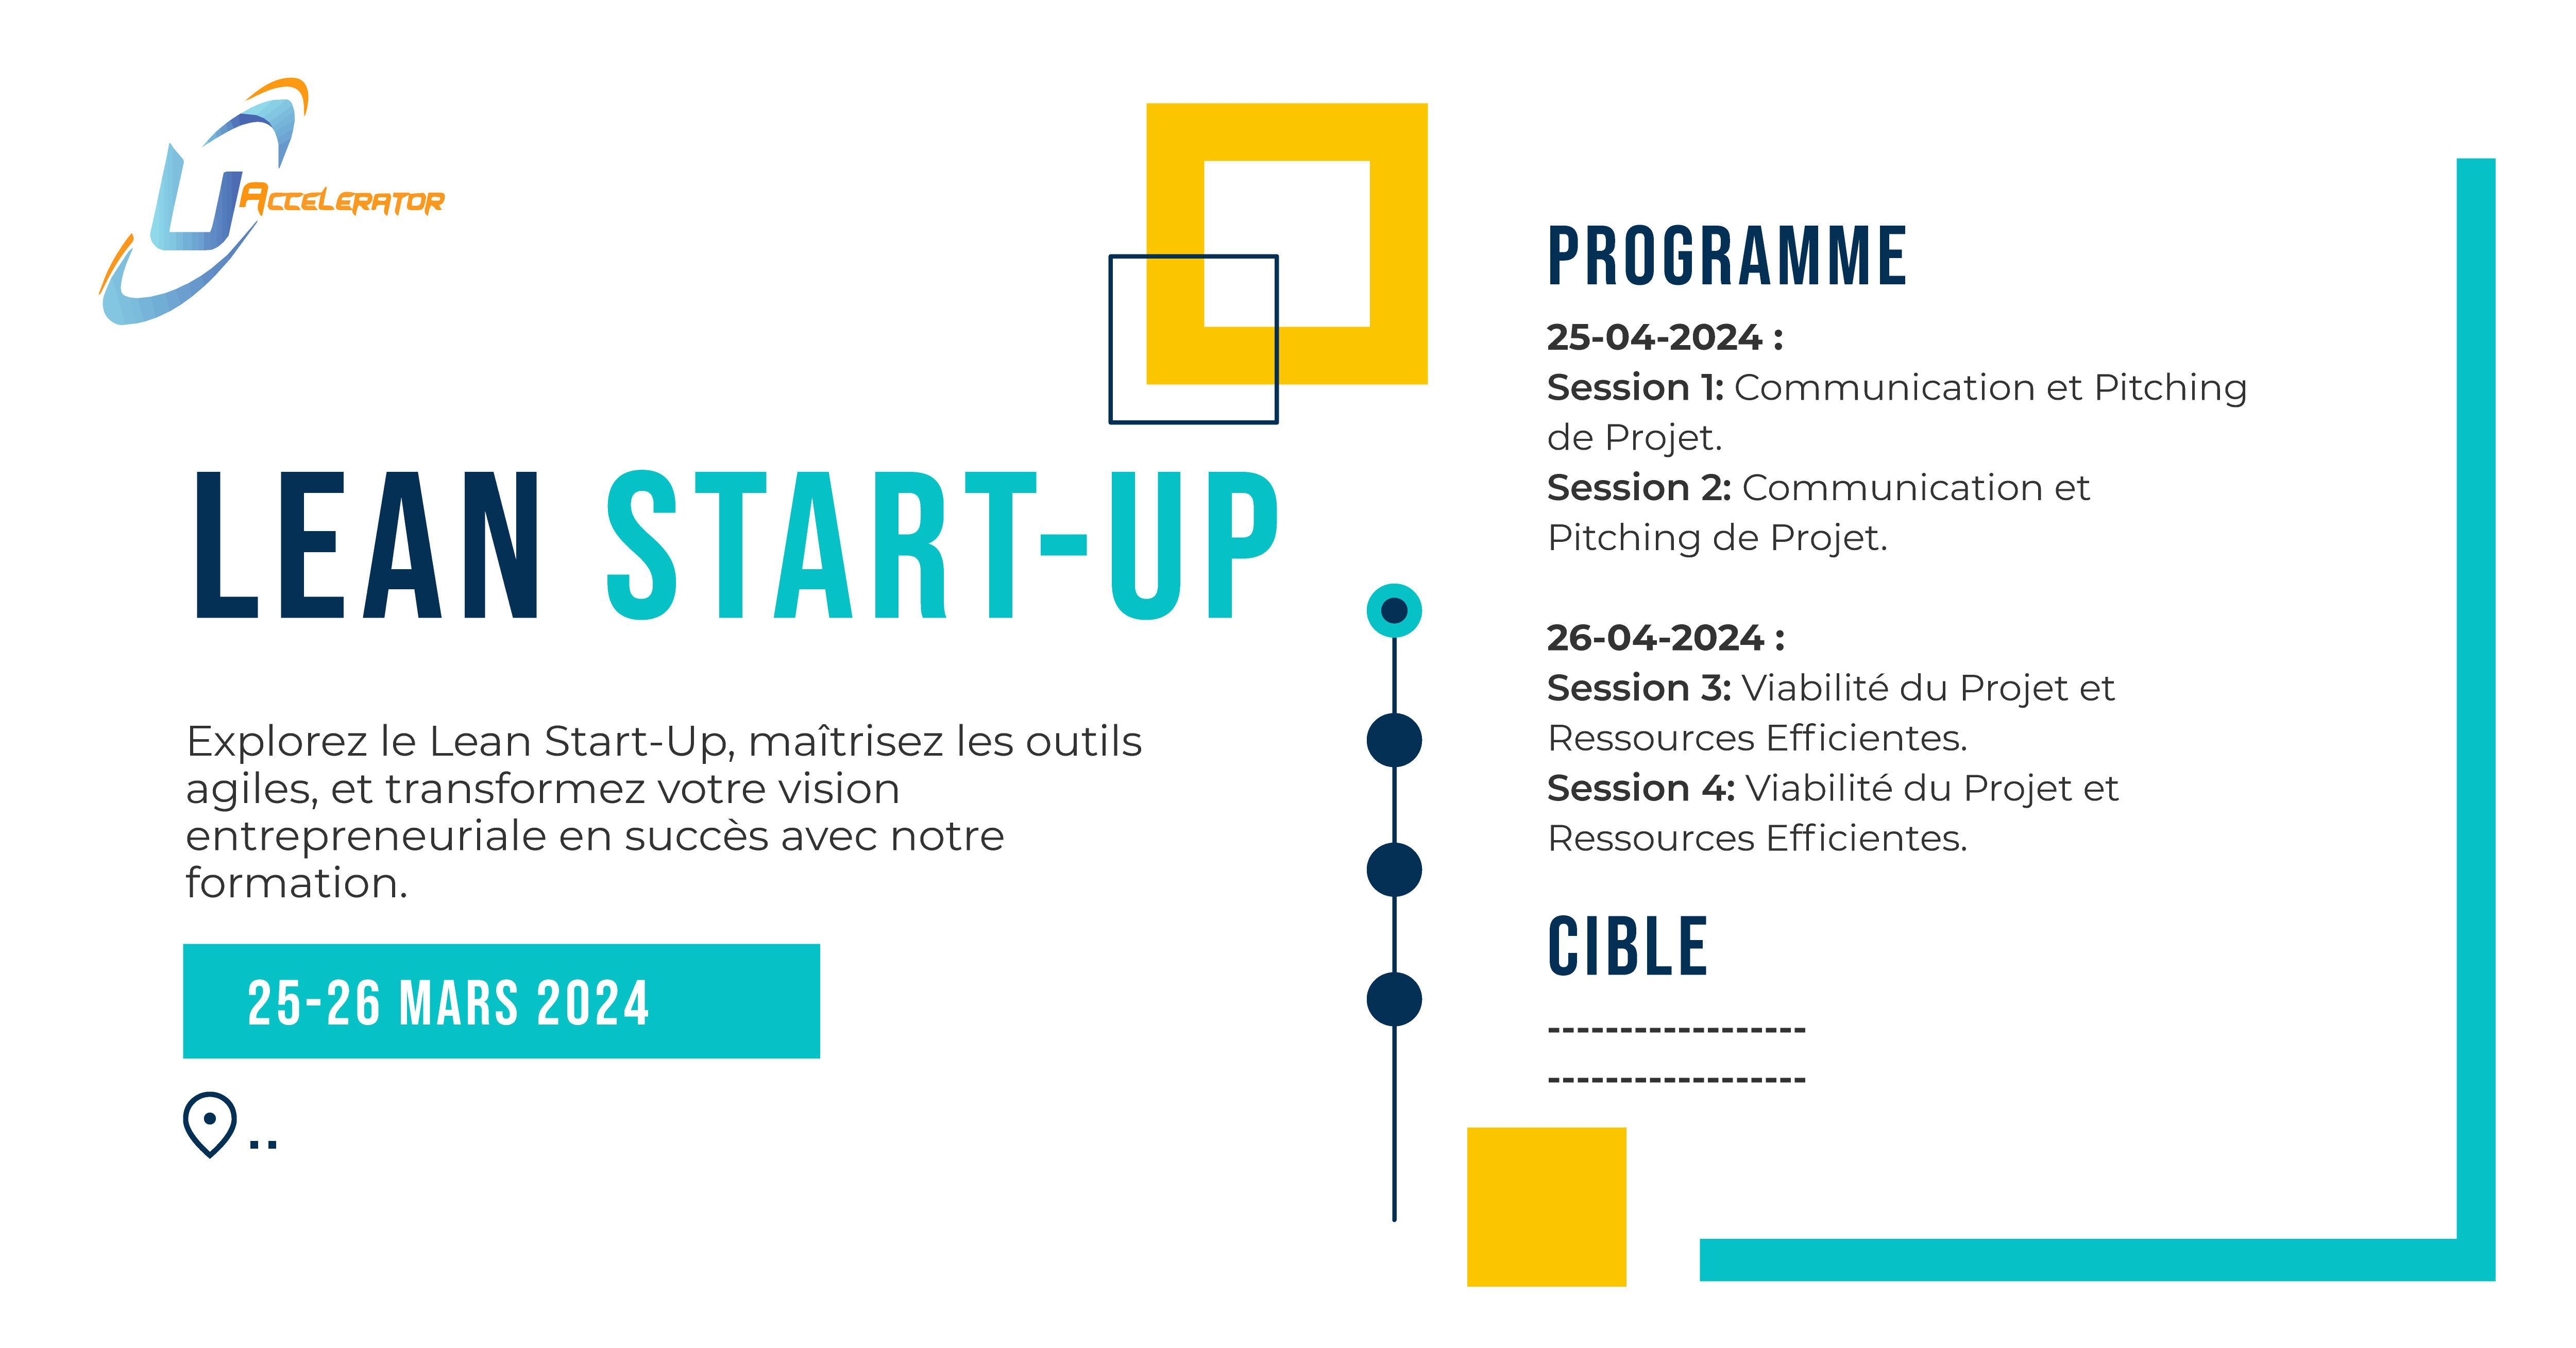 U Accelerator
LEAN START-UP
Explorez le Lean Start-Up, maîtrisez les outils
agiles, et transformez votre vision
entrepreneuriale en succès avec notre
formation.
25-26 MARS 2024
..
PROGRAMME
25-04-2024 :
Session 1: Communication et Pitching
de Projet.
Session 2: Communication et
Pitching de Projet.
26-04-2024 :
Session 3: Viabilité du Projet et
Ressources Efficientes.
Session 4: Viabilité du Projet et
Ressources Efficientes.
CIBLE
------------------
------------------